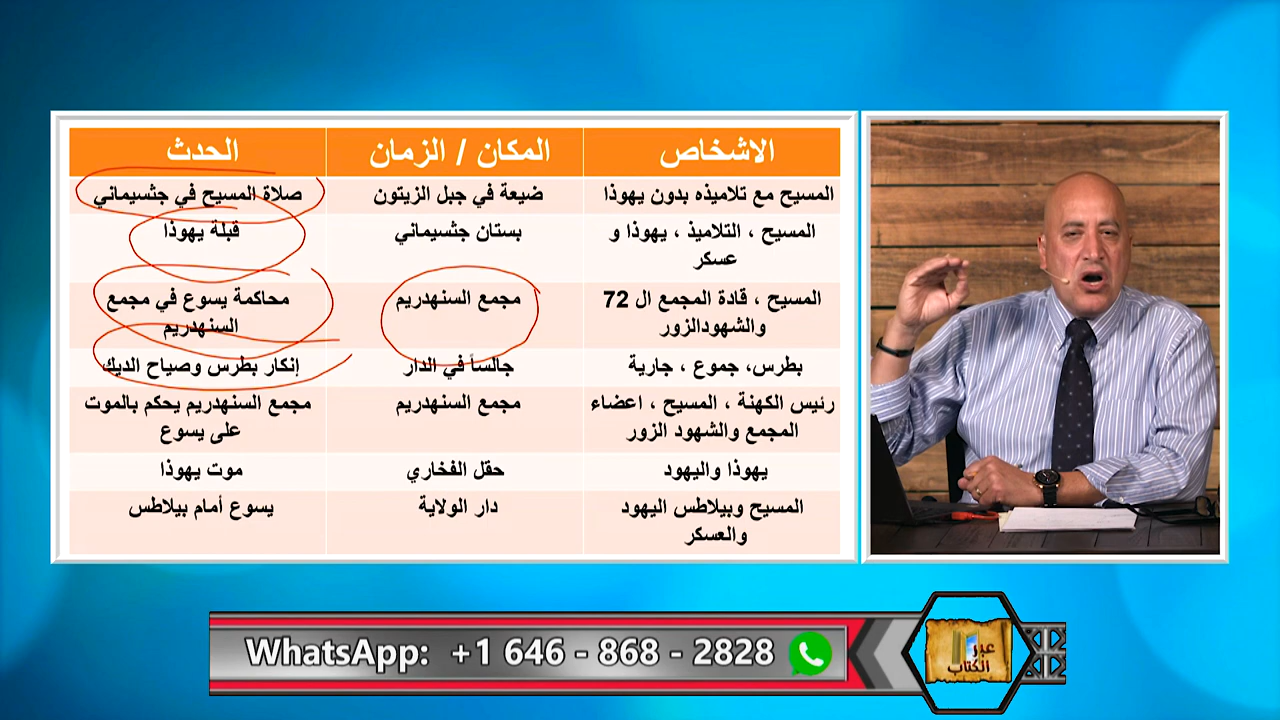 الاشخاص
المكان / الزمان
الحدث
المسيح مع تلاميذه بدون يهوذا
ضيعة في جبل الزيتون
صلاة المسيح في جثسيماني
المسيح ، التلاميذ ، يهوذا و
عسكر
بستان جثسيماني
قبلة يهوذا
المسيح ، قادة المجمع ال 72
والشهودالزور
مجمع السنهدريم
محاكمة يسوع في مجمع
السنهدريم
بطرس، جموع ، جارية
جالساً في الدار
إنكار بطرس وصياح الديك
رئيس الكهنة ، المسيح ، اعضاء
المجمع والشهود الزور
مجمع السنهدريم
مجمع السنهدريم يحكم بالموت
على يسوع
يهوذا واليهود
حقل الفخاري
موت يهوذا
المسيح وبيلاطس اليهود
والعسكر
دار الولاية
يسوع أمام بيلاطس
WhatsApp: +1 646 - 868 - 2828
عبر
الكتاب